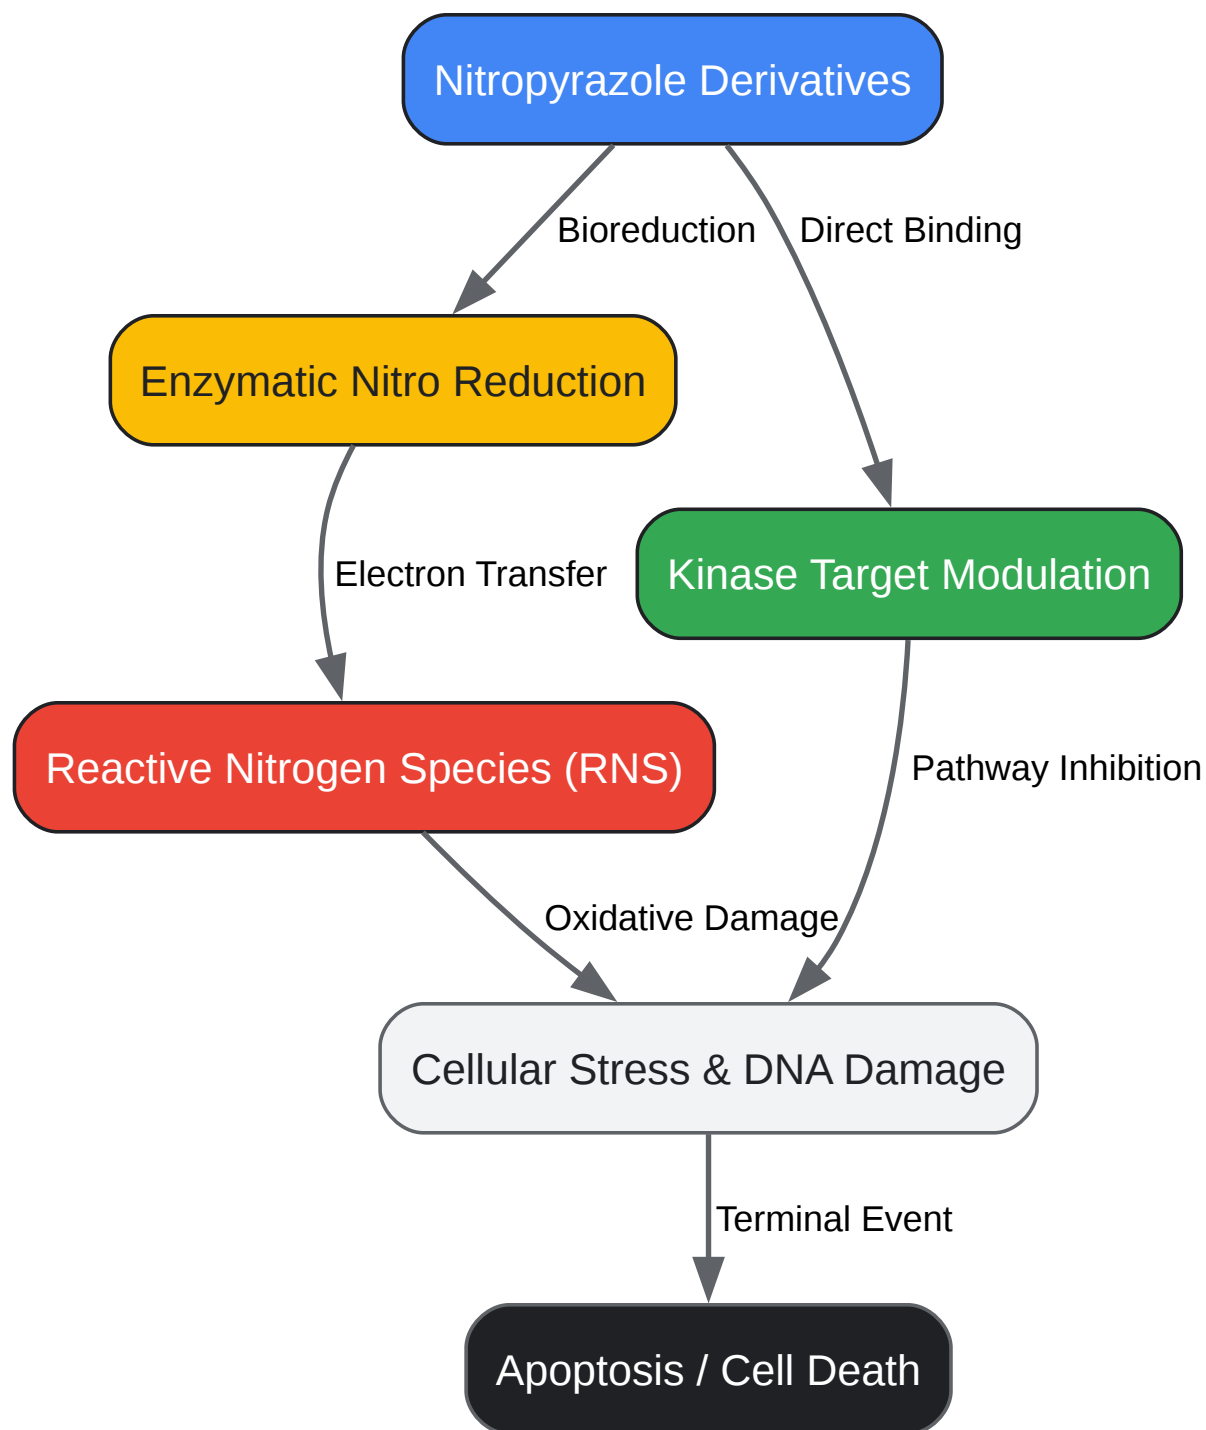 Nitropyrazole Derivatives
Bioreduction
Direct Binding
Enzymatic Nitro Reduction
Electron Transfer
Kinase Target Modulation
Reactive Nitrogen Species (RNS)
Pathway Inhibition
Oxidative Damage
Cellular Stress & DNA Damage
Terminal Event
Apoptosis / Cell Death